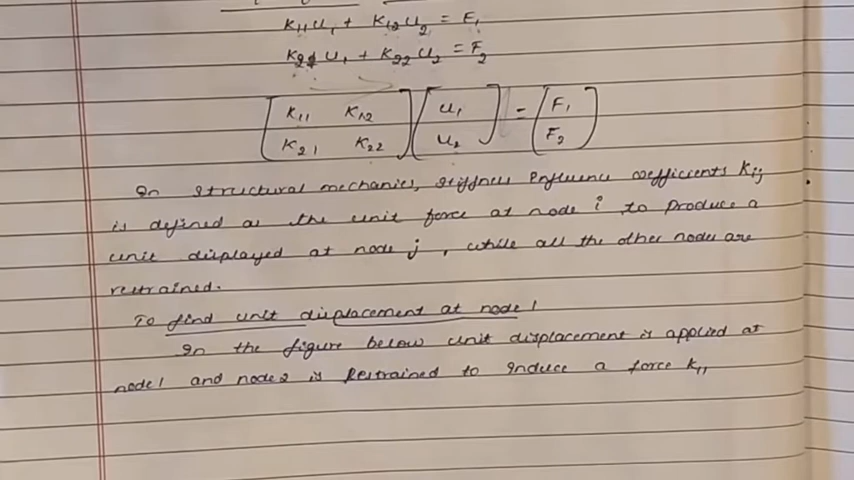 K₁₁U₁ + K₁₂U₂ = F₁
K₂₁U₁ + K₂₂U₂ = F₂
[K₁₁ K₁₂] [U₁] = [F₁]
[K₂₁ K₂₂] [U₂] [F₂]
In structural mechanics, stiffness Influence coefficients Kij
is defined as the unit force at node i to produce a
unit displayed at node j, while all the other nodes are
restrained.
To find unit displacement at node 1
In the figure below unit displacement is applied at
node 1 and node 2 is Restrained to Induce a force K₁₁